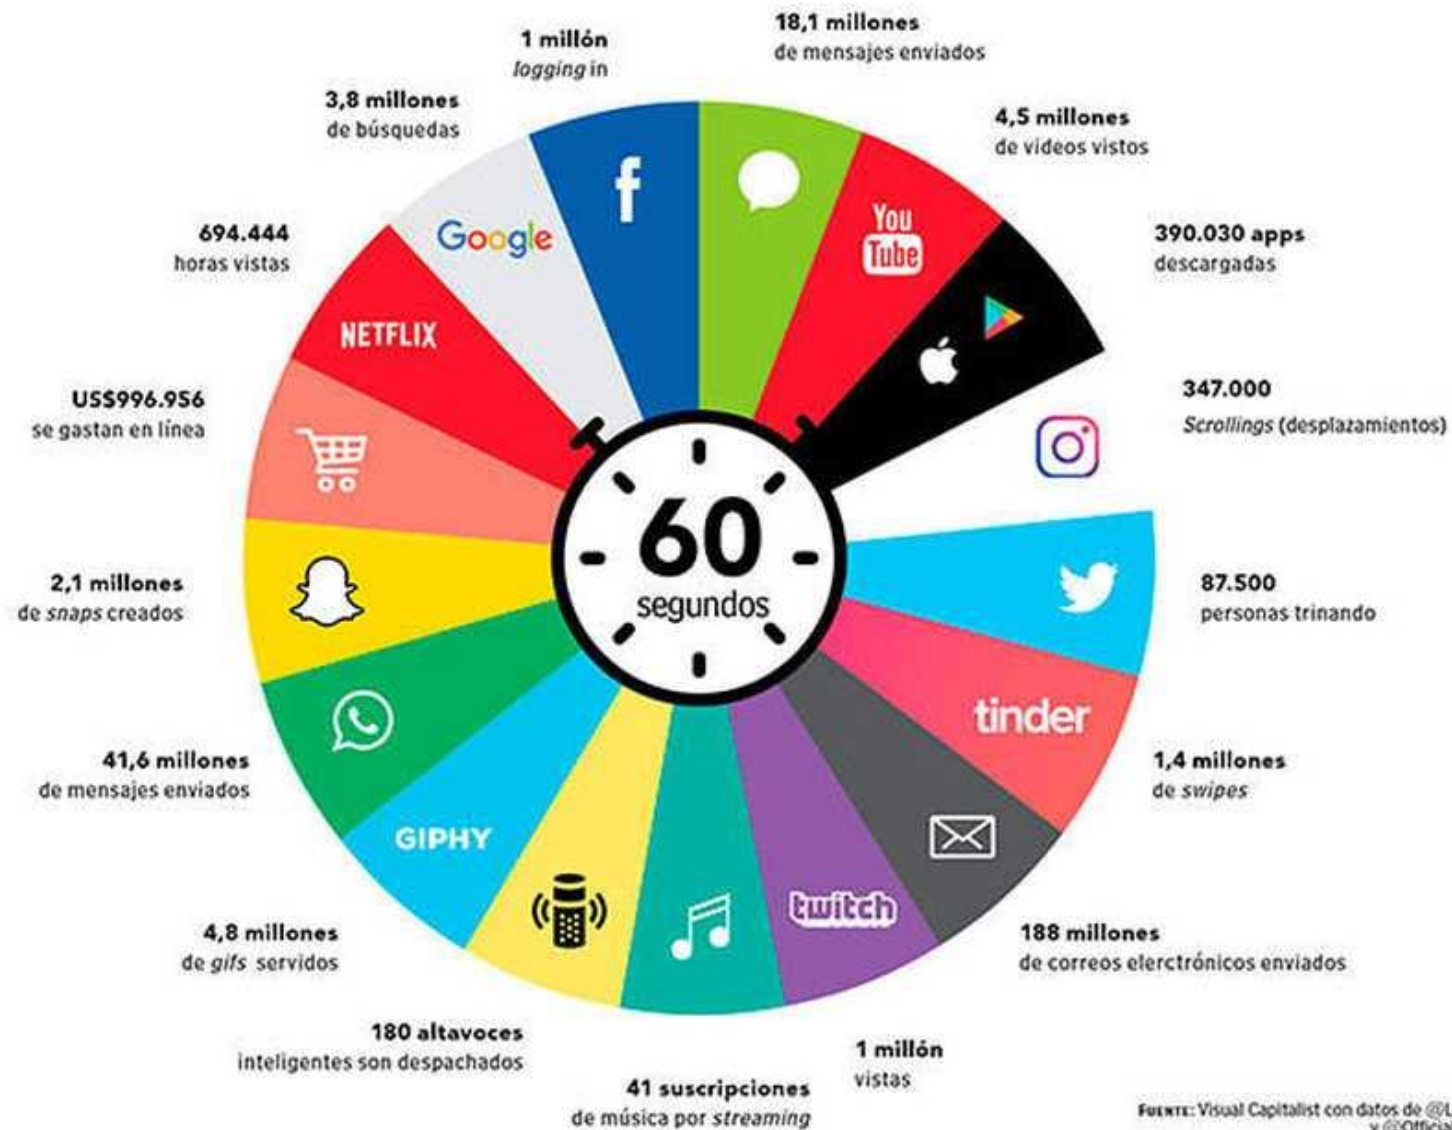 18,1 millones
de mensajes enviados
4,5 millones
de videos vistos
390.030 apps
descargadas
347.000
Scrollings (desplazamientos)
87.500
personas trinando
1,4 millones
de swipes
188 millones
de correos elerctrónicos enviados
1 millón
vistas
41 suscripciones
de música por streaming
180 altavoces
inteligentes son despachados
4,8 millones
de gifs servidos
41,6 millones
de mensajes enviados
2,1 millones
de snaps creados
US$996.956
se gastan en línea
694.444
horas vistas
3,8 millones
de búsquedas
1 millón
logging in
f
You
Tube
tinder
twitch
GIPHY
NETFLIX
Google
60
segundos
FUENTE: Visual Capitalist con datos de